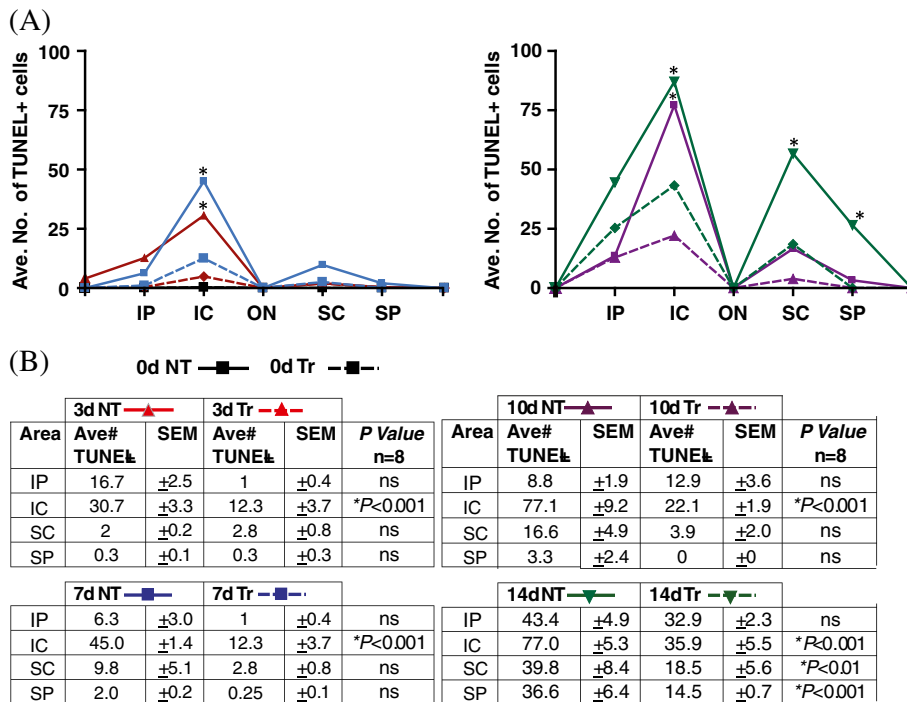 (A)
100
75
50
25
0
Ave. No. of TUNEL+ cells
* *
IP IC ON SC SP
100
75
50
25
0
Ave. No. of TUNEL+ cells
* * * *
IP IC ON SC SP
(B)
0d NT 0d Tr
3d NT 3d Tr
Area Ave# TUNEL+ SEM Ave# TUNEL+ SEM P Value n=8
IP 16.7 ±2.5 1 ±0.4 ns
IC 30.7 ±3.3 12.3 ±3.7 *P<0.001
SC 2 ±0.2 2.8 ±0.8 ns
SP 0.3 ±0.1 0.3 ±0.3 ns
7d NT 7d Tr
IP 6.3 ±3.0 1 ±0.4 ns
IC 45.0 ±1.4 12.3 ±3.7 *P<0.001
SC 9.8 ±5.1 2.8 ±0.8 ns
SP 2.0 ±0.2 0.25 ±0.1 ns
10d NT 10d Tr
Area Ave# TUNEL+ SEM Ave# TUNEL+ SEM P Value n=8
IP 8.8 ±1.9 12.9 ±3.6 ns
IC 77.1 ±9.2 22.1 ±1.9 *P<0.001
SC 16.6 ±4.9 3.9 ±2.0 ns
SP 3.3 ±2.4 0 ±0 ns
14d NT 14d Tr
IP 43.4 ±4.9 32.9 ±2.3 ns
IC 77.0 ±5.3 35.9 ±5.5 *P<0.001
SC 39.8 ±8.4 18.5 ±5.6 *P<0.01
SP 36.6 ±6.4 14.5 ±0.7 *P<0.001